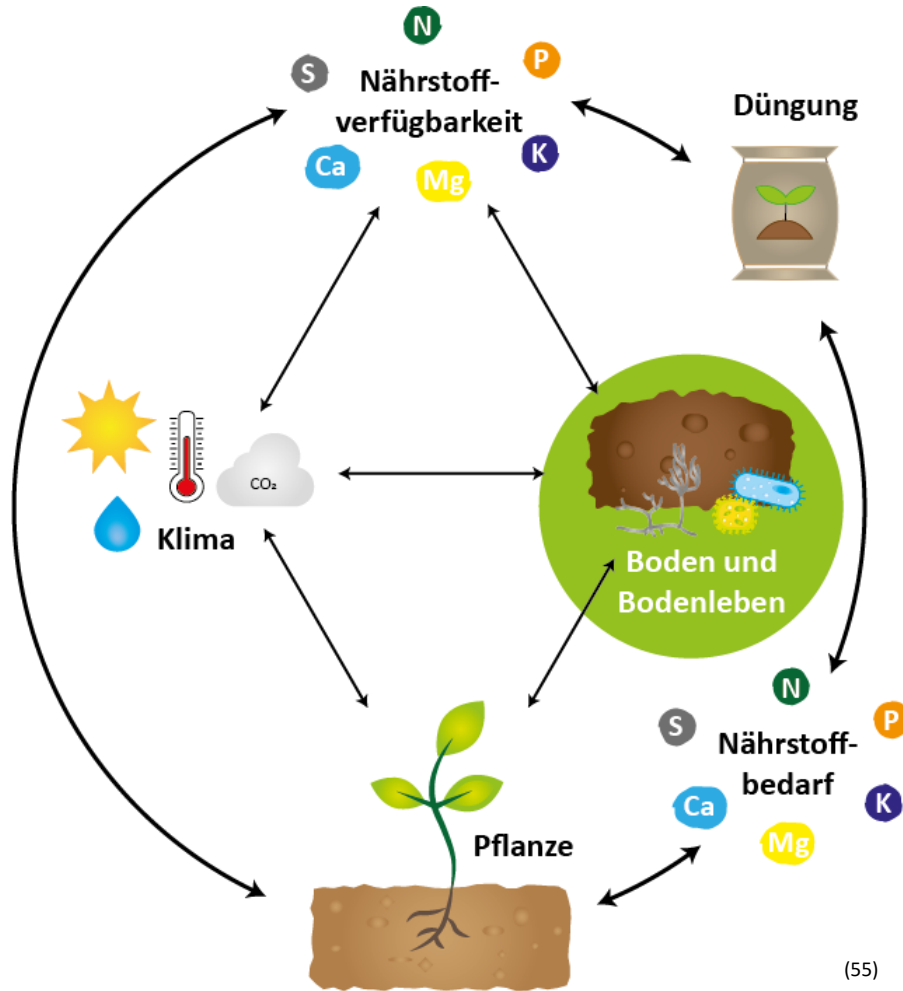 N
S
P
Nährstoff-
verfügbarkeit
Ca
Mg
K
Düngung
CO₂
Klima
Boden und
Bodenleben
N
S
P
Nährstoff-
bedarf
Ca
Mg
K
Pflanze
(55)